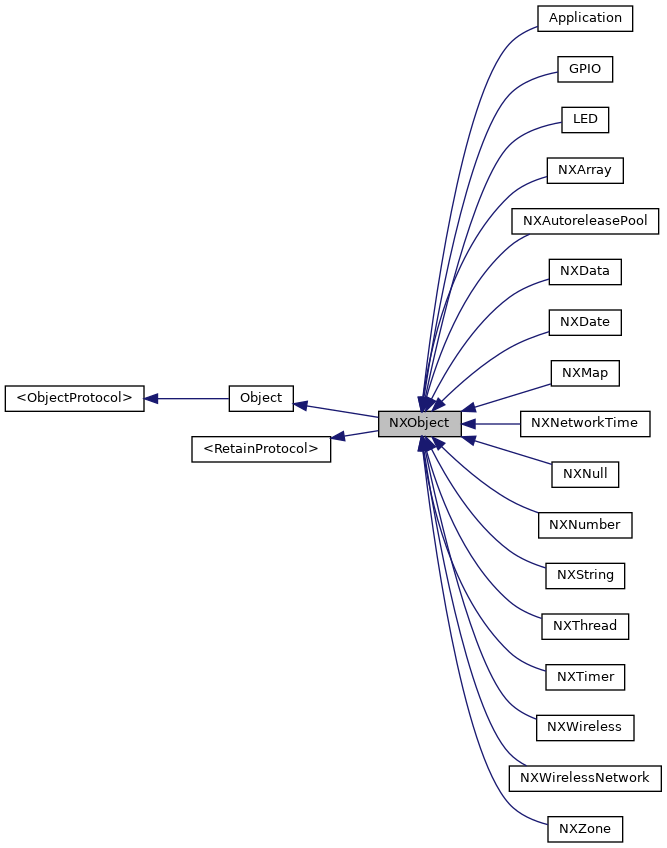 Application
GPIO
LED
NXArray
NXAutoreleasePool
NXData
NXDate
NXMap
<ObjectProtocol>
Object
NXObject
NXNetworkTime
<RetainProtocol>
NXNull
NXNumber
NXString
NXThread
NXTimer
NXWireless
NXWirelessNetwork
NXZone